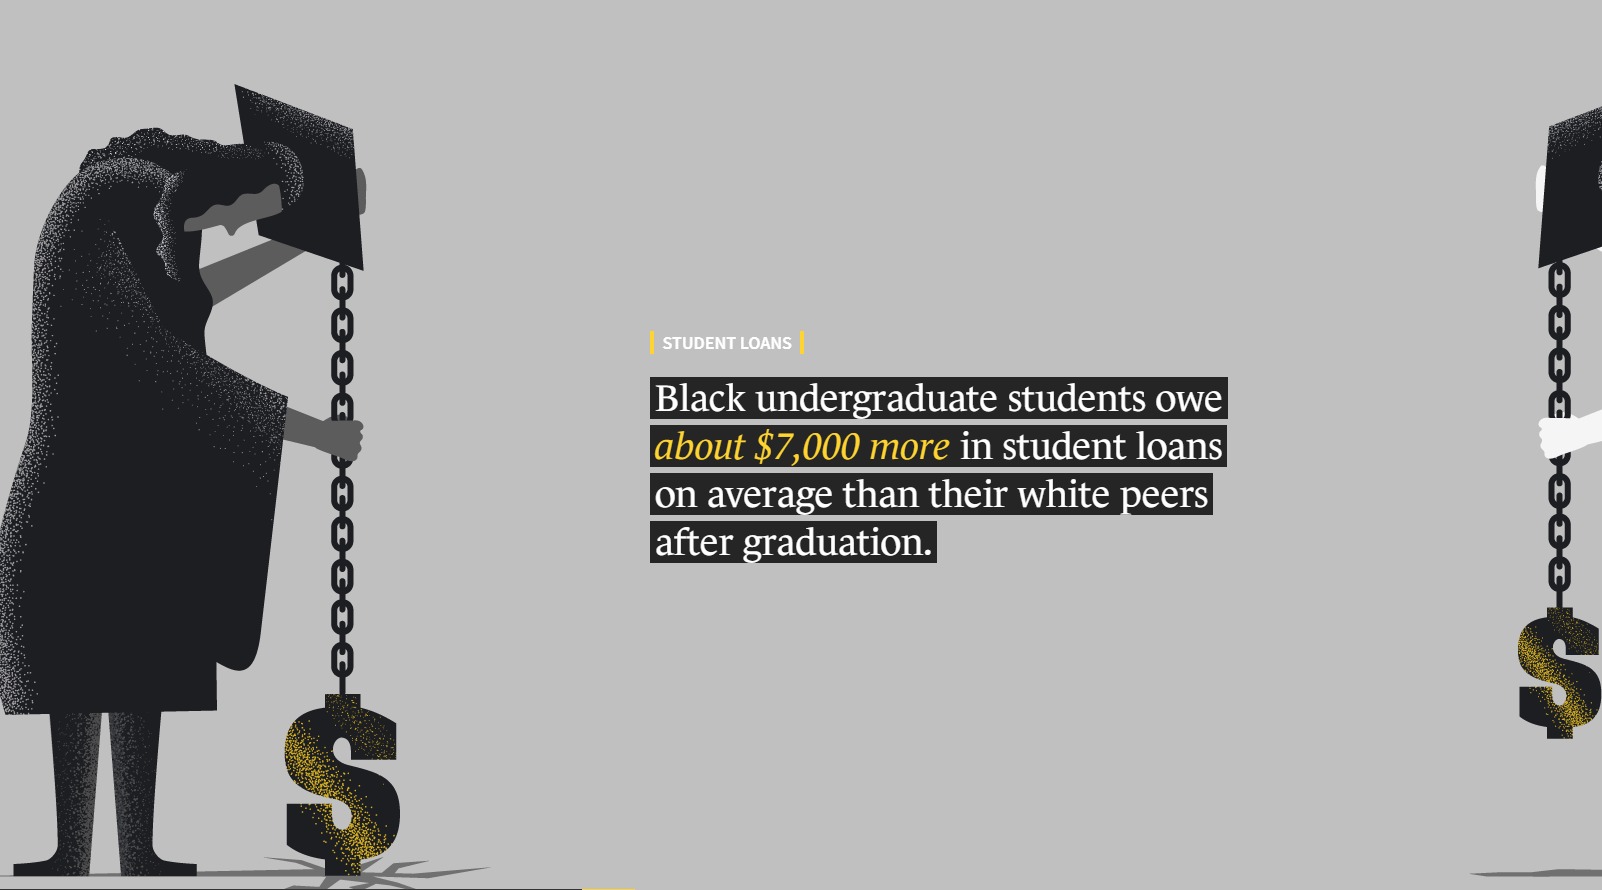 STUDENT LOANS
Black undergraduate students owe
about $7,000 more in student loans
on average than their white peers
after graduation.